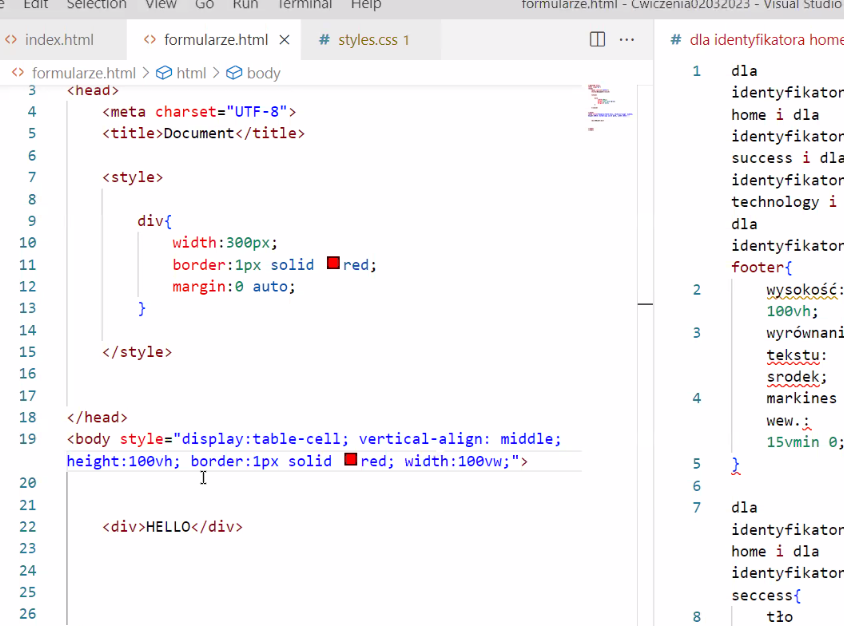 Edit Selection View Go Run Terminal Help formularze.html - Cwiczenia02032023 - Visual Studio
<> index.html <> formularze.html × # styles.css 1 ··· # dla identyfikatora home
<> formularze.html > html > body
3 <head>
4 <meta charset="UTF-8">
5 <title>Document</title>
6
7 <style>
8
9 div{
10 width:300px;
11 border:1px solid red;
12 margin:0 auto;
13 }
14
15 </style>
16
17
18 </head>
19 <body style="display:table-cell; vertical-align: middle;
height:100vh; border:1px solid red; width:100vw;">
20
21
22 <div>HELLO</div>
23
24
25
26
1 dla
identyfikator
home i dla
identyfikator
success i dla
identyfikator
technology i
dla
identyfikator
footer{
2 wysokość:
100vh;
3 wyrównani
tekstu:
srodek;
4 markines
wew.:
15vmin 0;
5 }
6
7 dla
identyfikator
home i dla
identyfikator
seccess{
8 tło